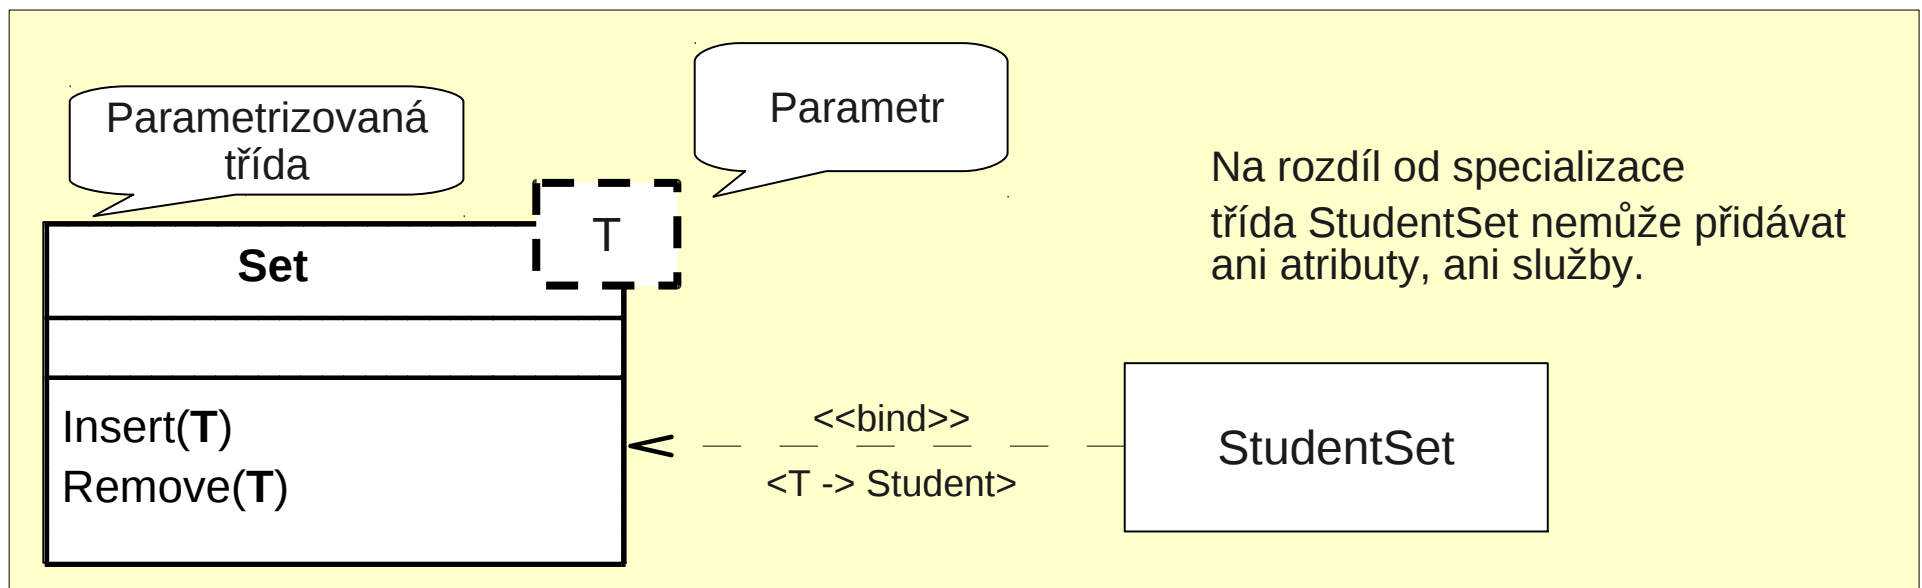 Parametrizovaná
třída
Parametr
T
Set
Insert(T)
Remove(T)
<<bind>>
<T -> Student>
StudentSet
Na rozdíl od specializace
třída StudentSet nemůže přidávat
ani atributy, ani služby.